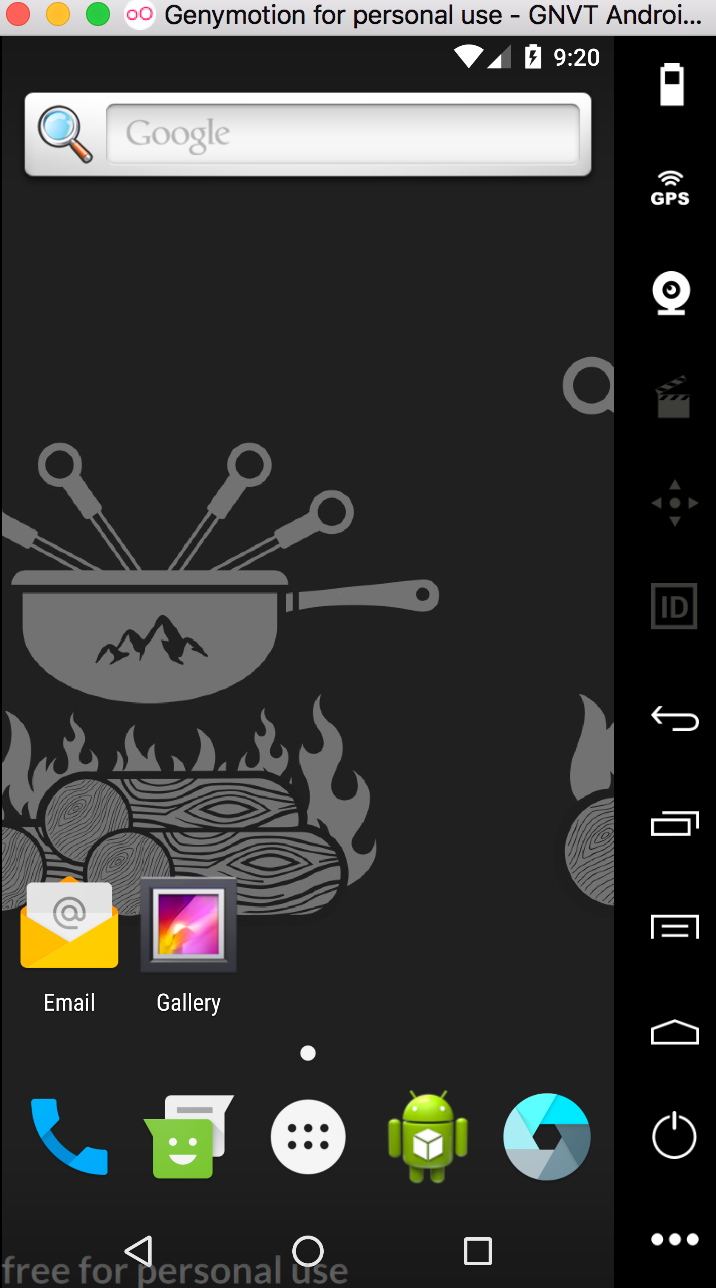 Genymotion for personal use - GNVT Androi...
9:20
Google
GPS
ID
@
Email
Gallery
free for personal use